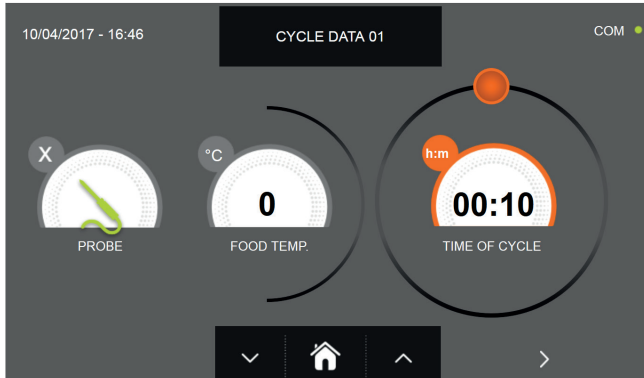 10/04/2017 - 16:46
CYCLE DATA 01
COM
X
°C
h:m
0
00:10
PROBE
FOOD TEMP.
TIME OF CYCLE